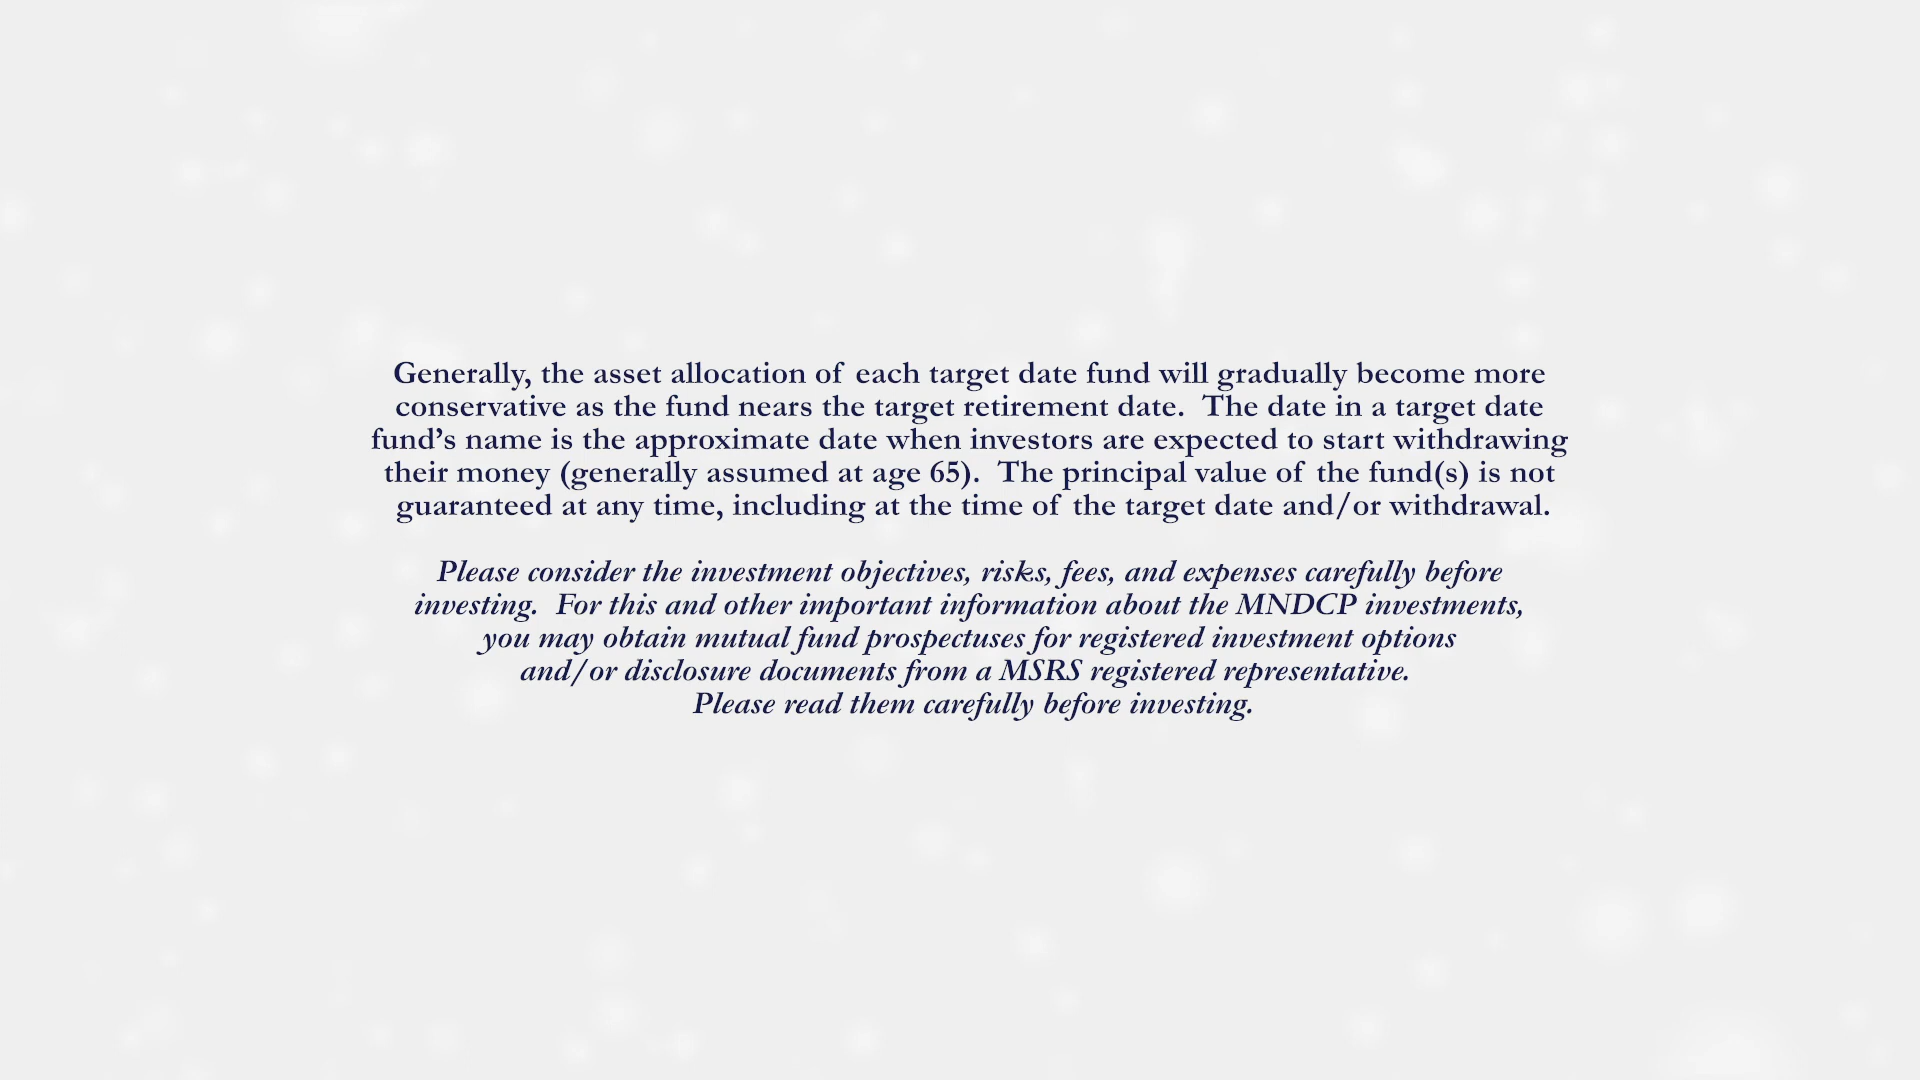 Generally, the asset allocation of each target date fund will gradually become more
conservative as the fund nears the target retirement date.  The date in a target date
fund’s name is the approximate date when investors are expected to start withdrawing
their money (generally assumed at age 65).  The principal value of the fund(s) is not
guaranteed at any time, including at the time of the target date and/or withdrawal.
Please consider the investment objectives, risks, fees, and expenses carefully before
investing.  For this and other important information about the MNDCP investments,
you may obtain mutual fund prospectuses for registered investment options
and/or disclosure documents from a MSRS registered representative.
Please read them carefully before investing.